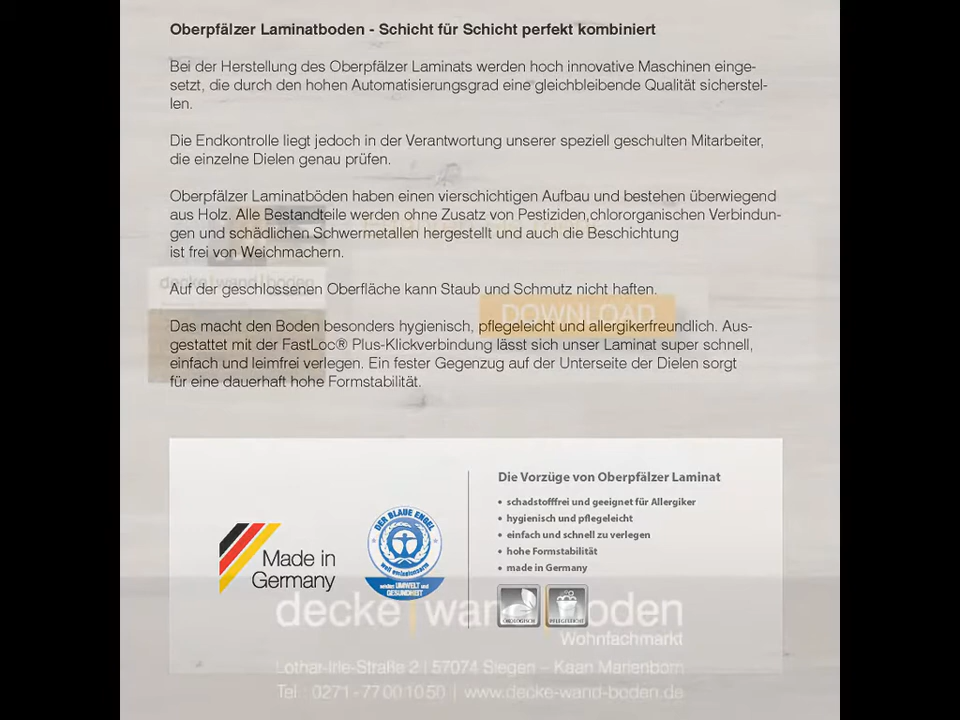 Oberpfälzer Laminatboden - Schicht für Schicht perfekt kombiniert
Bei der Herstellung des Oberpfälzer Laminats werden hoch innovative Maschinen einge-
setzt, die durch den hohen Automatisierungsgrad eine gleichbleibende Qualität sicherstel-
len.
Die Endkontrolle liegt jedoch in der Verantwortung unserer speziell geschulten Mitarbeiter,
die einzelne Dielen genau prüfen.
Oberpfälzer Laminatböden haben einen vierschichtigen Aufbau und bestehen überwiegend
aus Holz. Alle Bestandteile werden ohne Zusatz von Pestiziden,chlororganischen Verbindun-
gen und schädlichen Schwermetallen hergestellt und auch die Beschichtung
ist frei von Weichmachern.
decke|wand|boden
Auf der geschlossenen Oberfläche kann Staub und Schmutz nicht haften.
DOWNLOAD
Das macht den Boden besonders hygienisch, pflegeleicht und allergikerfreundlich. Aus-
gestattet mit der FastLoc® Plus-Klickverbindung lässt sich unser Laminat super schnell,
einfach und leimfrei verlegen. Ein fester Gegenzug auf der Unterseite der Dielen sorgt
für eine dauerhaft hohe Formstabilität.
Made in
Germany
DER BLAUE ENGEL
weil emissionsarm
schützt UMWELT und
GESUNDHEIT
Die Vorzüge von Oberpfälzer Laminat
• schadstofffrei und geeignet für Allergiker
• hygienisch und pflegeleicht
• einfach und schnell zu verlegen
• hohe Formstabilität
• made in Germany
ÖKOLOGISCH
PFLEGELEICHT
decke|wand|boden
Wohnfachmarkt
Lothar-Irle-Straße 2 | 57074 Siegen – Kaan Marienborn
Tel.: 0271 - 77 00 10 50 | www.decke-wand-boden.de